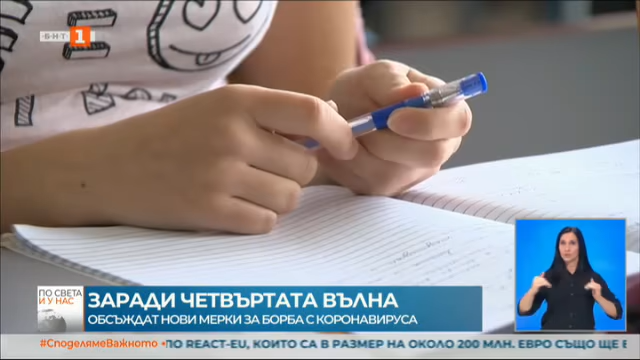 БНТ 1
ПО СВЕТА
И У НАС
ЗАРАДИ ЧЕТВЪРТАТА ВЪЛНА
ОБСЪЖДАТ НОВИ МЕРКИ ЗА БОРБА С КОРОНАВИРУСА
#СподелямеВажното ПО REACT-EU, КОИТО СА В РАЗМЕР НА ОКОЛО 200 МЛН. ЕВРО СЪЩО ЩЕ Б